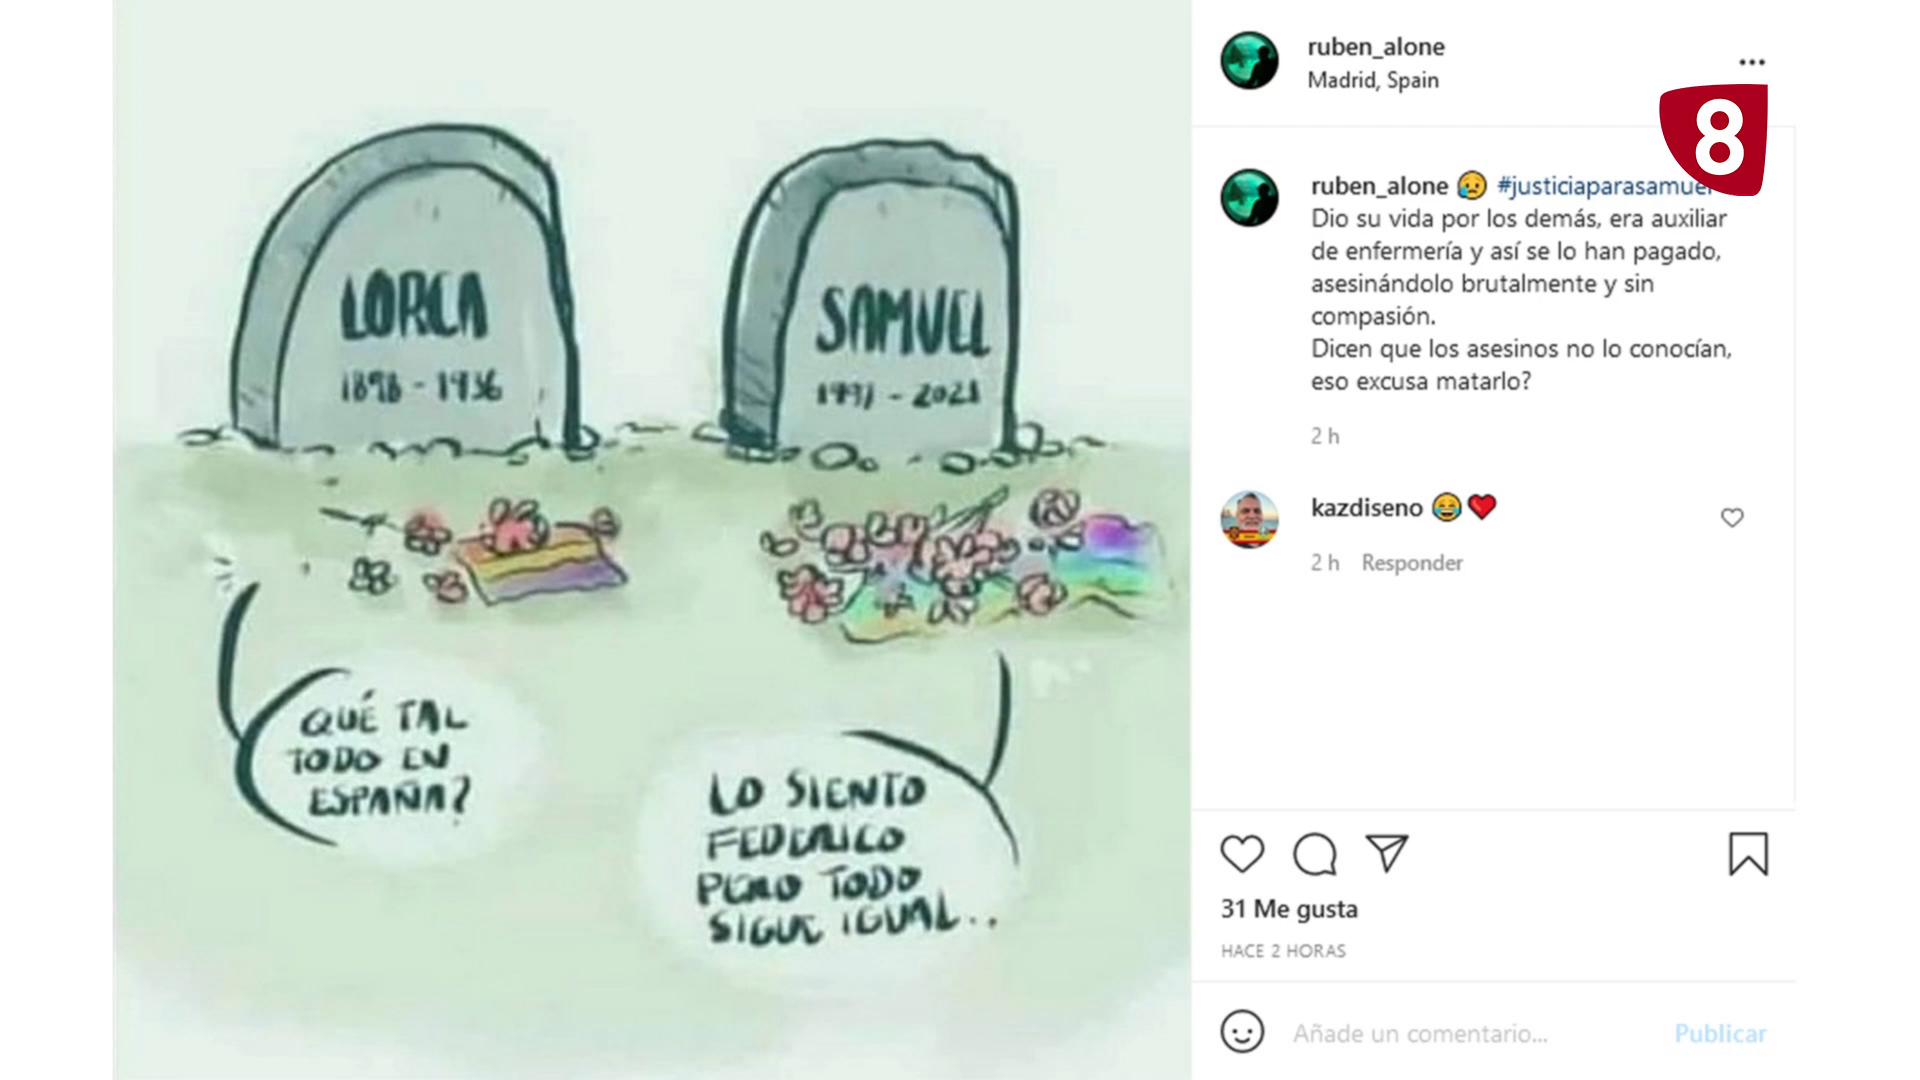 LORCA
1898 - 1936
SAMUEL
1997 - 2021
QUÉ TAL
TODO EN
ESPAÑA?
LO SIENTO
FEDERICO
PERO TODO
SIGUE IGUAL..
ruben_alone
Madrid, Spain
8
ruben_alone 😥 #justiciaparasamuel
Dio su vida por los demás, era auxiliar
de enfermería y así se lo han pagado,
asesinándolo brutalmente y sin
compasión.
Dicen que los asesinos no lo conocían,
eso excusa matarlo?
2 h
kazdiseno 😂❤️
2 h Responder
31 Me gusta
HACE 2 HORAS
Añade un comentario...
Publicar